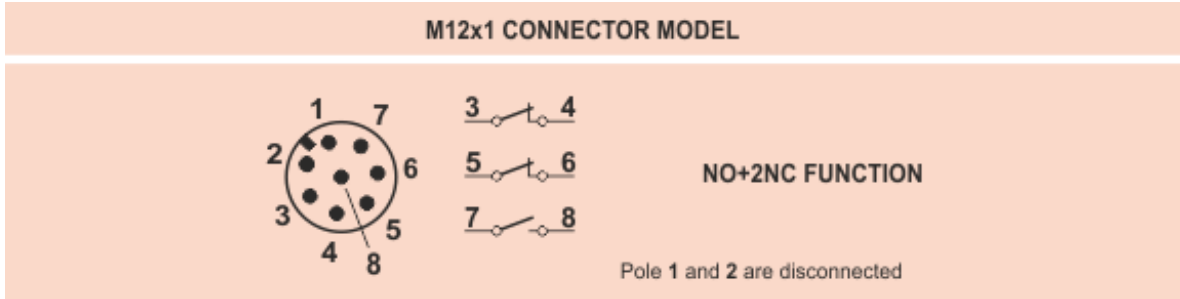 M12x1 CONNECTOR MODEL
1 7
2 6
3 5
4 8
3 4
5 6
7 8
NO+2NC FUNCTION
Pole 1 and 2 are disconnected